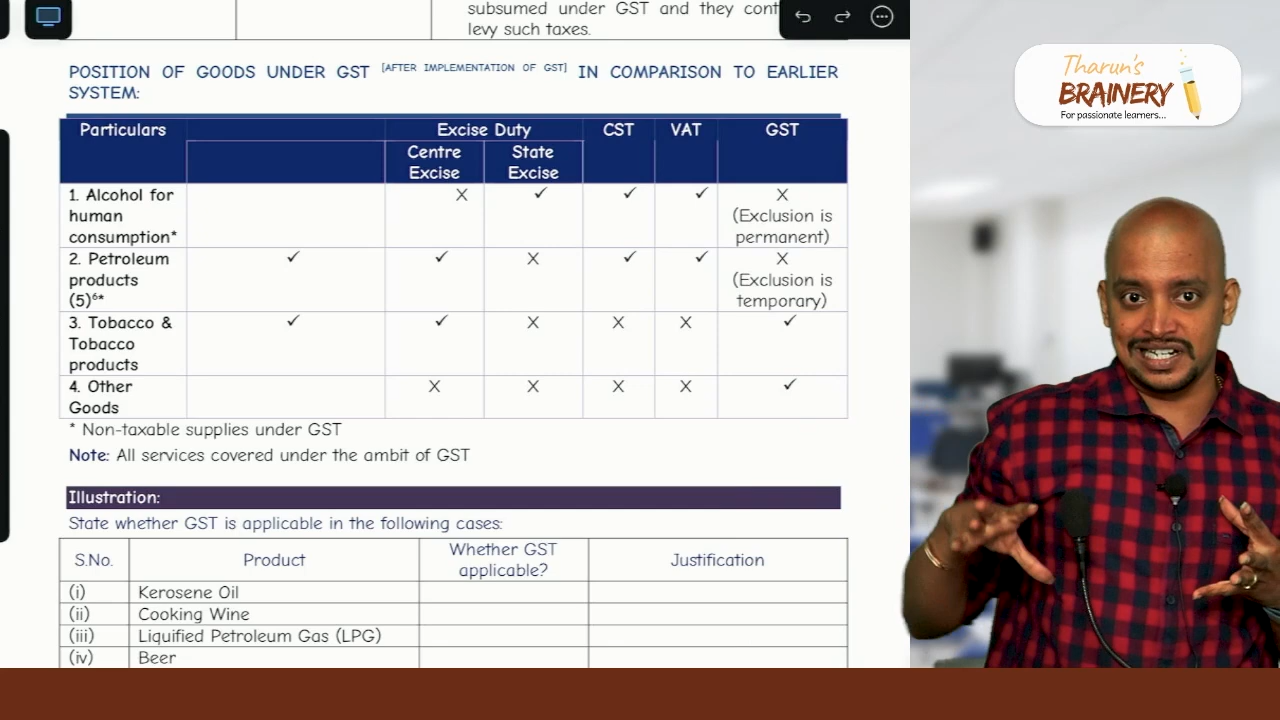 subsumed under GST and they cont
levy such taxes.
POSITION OF GOODS UNDER GST [AFTER IMPLEMENTATION OF GST] IN COMPARISON TO EARLIER
SYSTEM:
Particulars Excise Duty CST VAT GST
Centre Excise State Excise
1. Alcohol for human consumption* X ✓ ✓ ✓ X (Exclusion is permanent)
2. Petroleum products (5)⁶* ✓ ✓ X ✓ ✓ X (Exclusion is temporary)
3. Tobacco & Tobacco products ✓ ✓ X X X ✓
4. Other Goods X X X X ✓
* Non-taxable supplies under GST
Note: All services covered under the ambit of GST
Illustration:
State whether GST is applicable in the following cases:
S.No. Product Whether GST applicable? Justification
(i) Kerosene Oil
(ii) Cooking Wine
(iii) Liquified Petroleum Gas (LPG)
(iv) Beer
Tharun's
BRAINERY
For passionate learners...